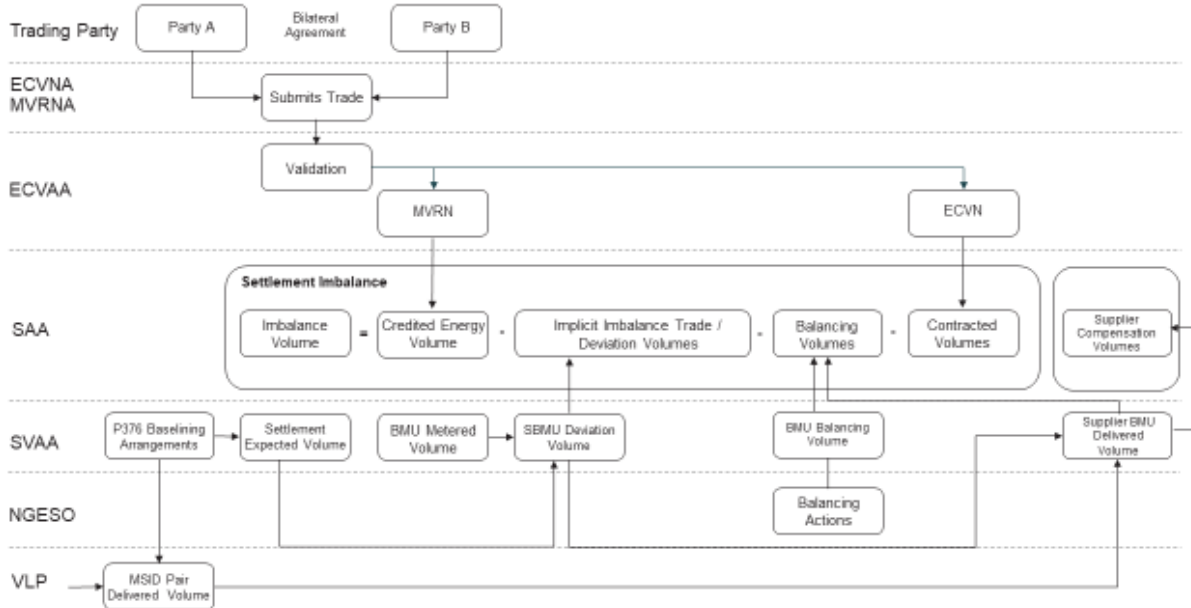 Trading Party
Party A
Bilateral
Agreement
Party B
ECVNA
MVRNA
Submits Trade
ECVAA
Validation
MVRN
ECVN
SAA
Settlement Imbalance
Imbalance
Volume
=
Credited Energy
Volume
-
Implicit Imbalance Trade /
Deviation Volumes
-
Balancing
Volumes
-
Contracted
Volumes
Supplier
Compensation
Volumes
SVAA
P376 Baselining
Arrangements
Settlement
Expected Volume
BMU Metered
Volume
SBMU Deviation
Volume
BMU Balancing
Volume
Supplier BMU
Delivered
Volume
NGESO
Balancing
Actions
VLP
MSID Pair
Delivered Volume